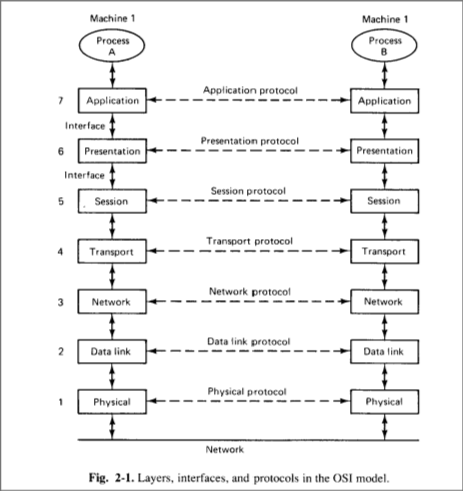 Machine 1 Machine 1
Process Process
A B
Application protocol
7 Application Application
Interface
Presentation protocol
6 Presentation Presentation
Interface
Session protocol
5 Session Session
Transport protocol
4 Transport Transport
Network protocol
3 Network Network
Data link protocol
2 Data link Data link
Physical protocol
1 Physical Physical
Network
Fig. 2-1. Layers, interfaces, and protocols in the OSI model.